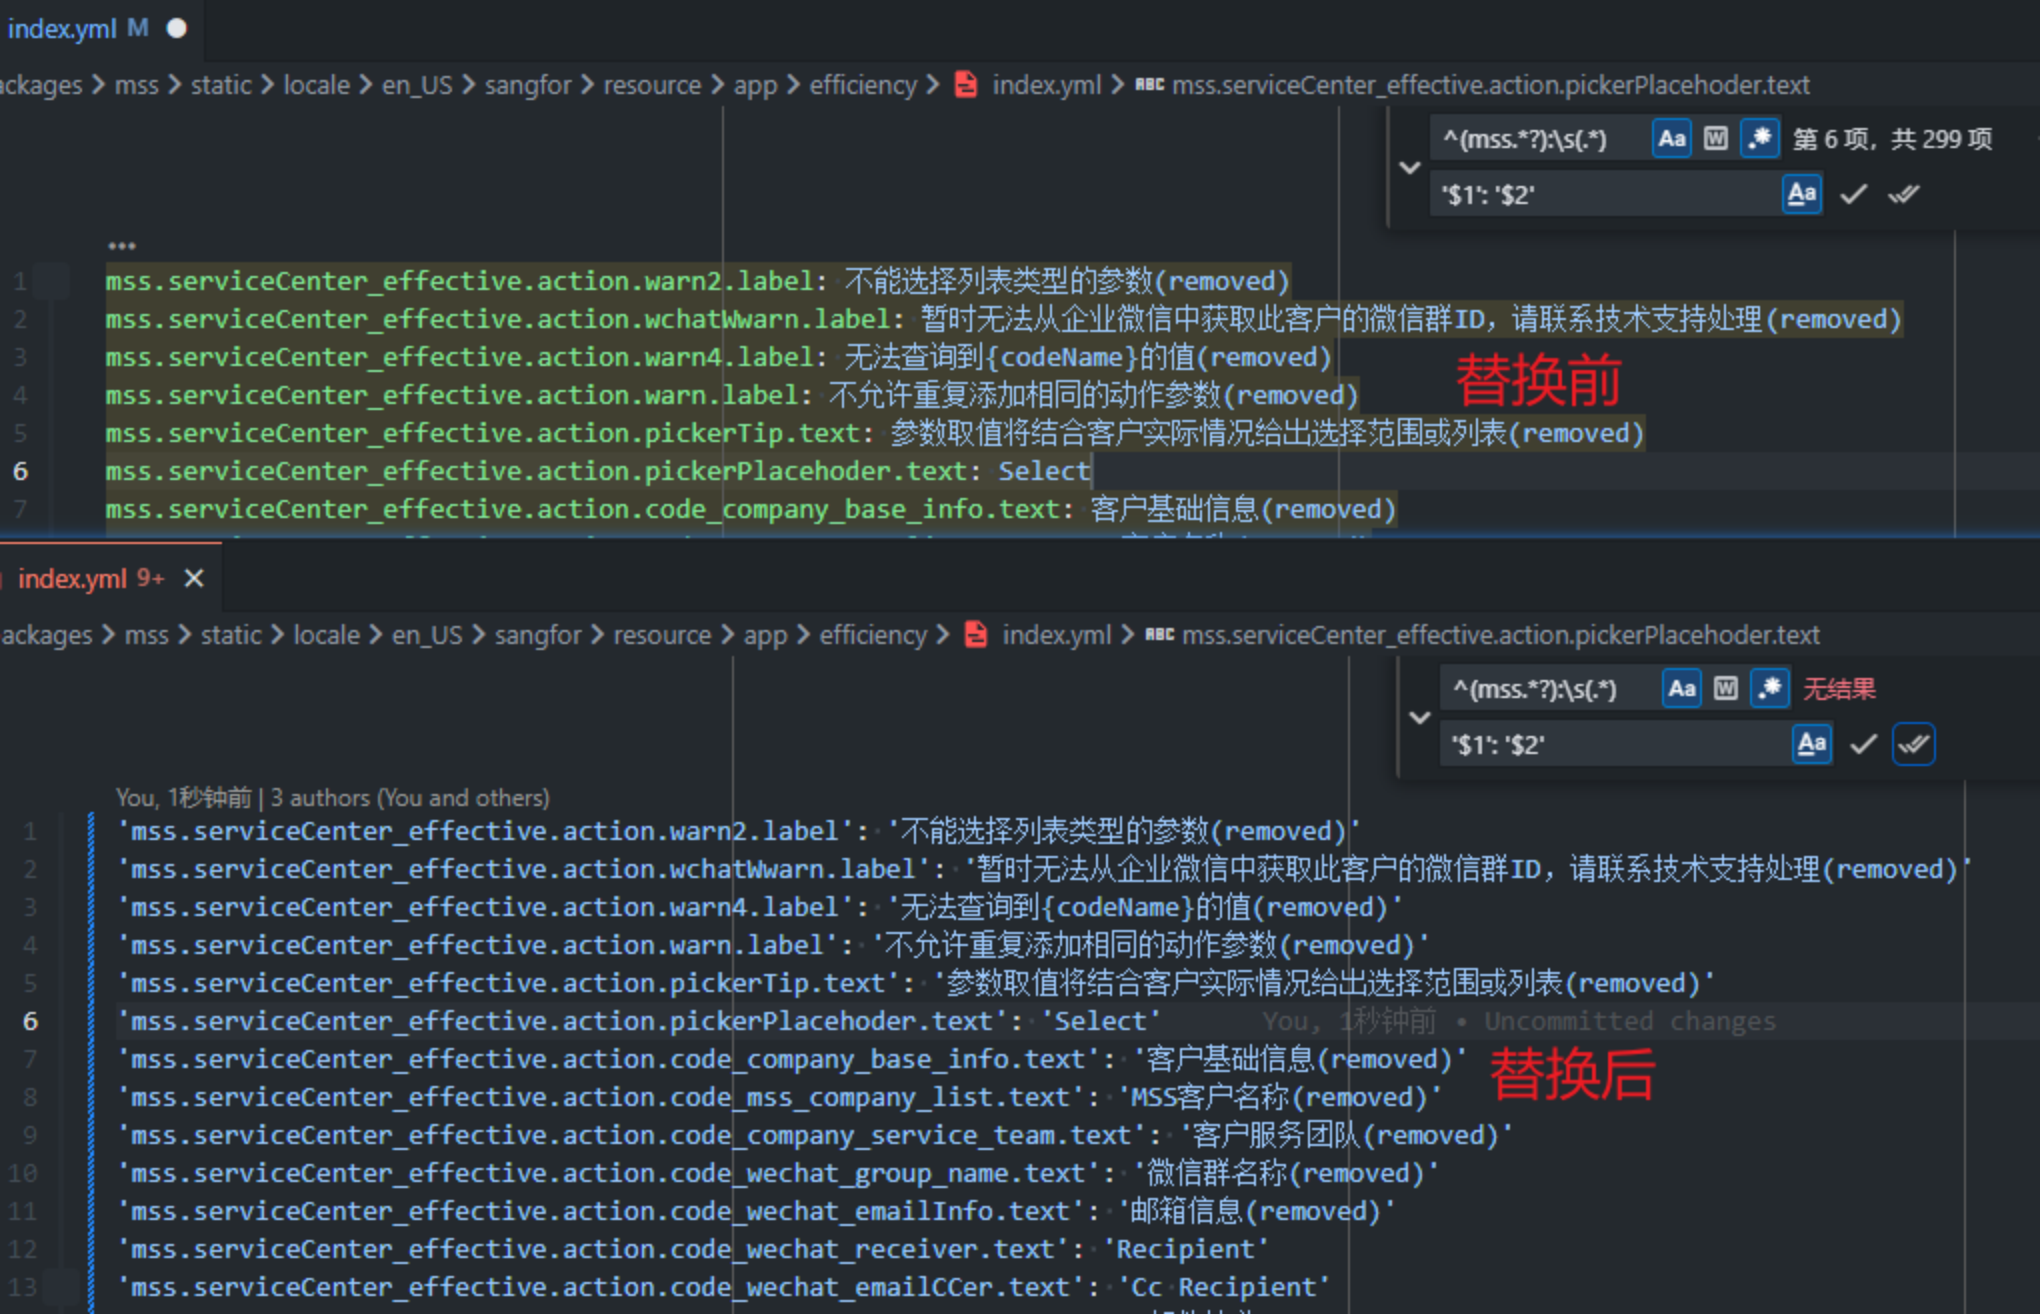 index.yml M
ackages > mss > static > locale > en_US > sangfor > resource > app > efficiency > index.yml > mss.serviceCenter_effective.action.pickerPlacehoder.text
^(mss.*?):\s(.*) Aa W .* 第 6 项，共 299 项
'$1': '$2' Aa
1 mss.serviceCenter_effective.action.warn2.label: 不能选择列表类型的参数(removed)
2 mss.serviceCenter_effective.action.wchatWwarn.label: 暂时无法从企业微信中获取此客户的微信群ID，请联系技术支持处理(removed)
3 mss.serviceCenter_effective.action.warn4.label: 无法查询到{codeName}的值(removed)
替换前
4 mss.serviceCenter_effective.action.warn.label: 不允许重复添加相同的动作参数(removed)
5 mss.serviceCenter_effective.action.pickerTip.text: 参数取值将结合客户实际情况给出选择范围或列表(removed)
6 mss.serviceCenter_effective.action.pickerPlacehoder.text: Select
7 mss.serviceCenter_effective.action.code_company_base_info.text: 客户基础信息(removed)
index.yml 9+
ackages > mss > static > locale > en_US > sangfor > resource > app > efficiency > index.yml > mss.serviceCenter_effective.action.pickerPlacehoder.text
^(mss.*?):\s(.*) Aa W .* 无结果
'$1': '$2' Aa
You, 1秒钟前 | 3 authors (You and others)
1 'mss.serviceCenter_effective.action.warn2.label': '不能选择列表类型的参数(removed)'
2 'mss.serviceCenter_effective.action.wchatWwarn.label': '暂时无法从企业微信中获取此客户的微信群ID，请联系技术支持处理(removed)'
3 'mss.serviceCenter_effective.action.warn4.label': '无法查询到{codeName}的值(removed)'
4 'mss.serviceCenter_effective.action.warn.label': '不允许重复添加相同的动作参数(removed)'
5 'mss.serviceCenter_effective.action.pickerTip.text': '参数取值将结合客户实际情况给出选择范围或列表(removed)'
6 'mss.serviceCenter_effective.action.pickerPlacehoder.text': 'Select' You, 1秒钟前 • Uncommitted changes
7 'mss.serviceCenter_effective.action.code_company_base_info.text': '客户基础信息(removed)'
替换后
8 'mss.serviceCenter_effective.action.code_mss_company_list.text': 'MSS客户名称(removed)'
9 'mss.serviceCenter_effective.action.code_company_service_team.text': '客户服务团队(removed)'
10 'mss.serviceCenter_effective.action.code_wechat_group_name.text': '微信群名称(removed)'
11 'mss.serviceCenter_effective.action.code_wechat_emailInfo.text': '邮箱信息(removed)'
12 'mss.serviceCenter_effective.action.code_wechat_receiver.text': 'Recipient'
13 'mss.serviceCenter_effective.action.code_wechat_emailCCer.text': 'Cc Recipient'